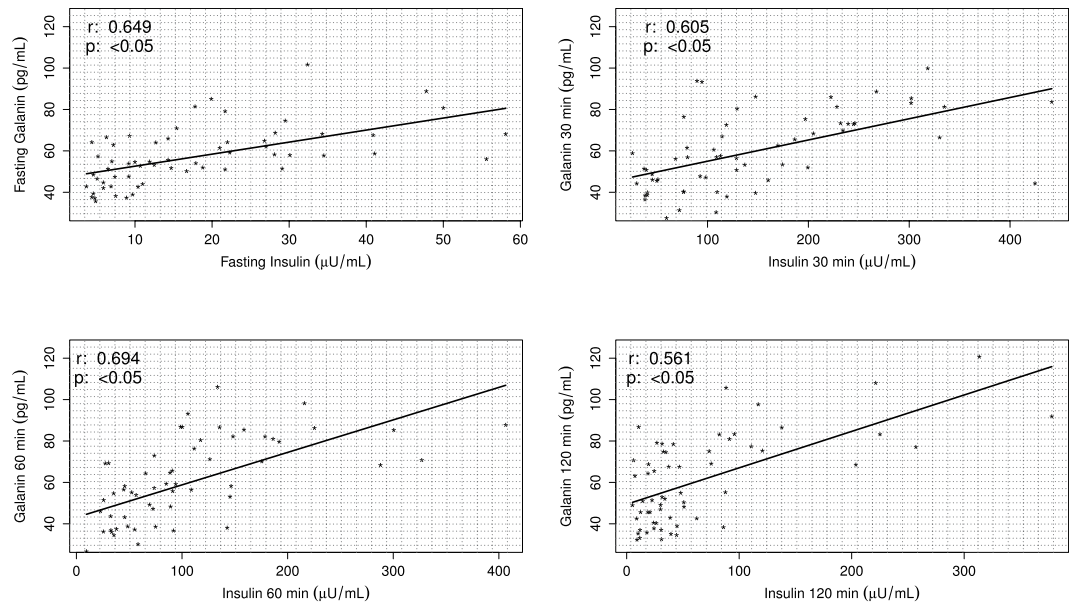 r: 0.649
p: <0.05
Fasting Galanin (pg/mL)
40 60 80 100 120
10 20 30 40 50 60
Fasting Insulin (μU/mL)
r: 0.605
p: <0.05
Galanin 30 min (pg/mL)
40 60 80 100 120
100 200 300 400
Insulin 30 min (μU/mL)
r: 0.694
p: <0.05
Galanin 60 min (pg/mL)
40 60 80 100 120
0 100 200 300 400
Insulin 60 min (μU/mL)
r: 0.561
p: <0.05
Galanin 120 min (pg/mL)
40 60 80 100 120
0 100 200 300
Insulin 120 min (μU/mL)